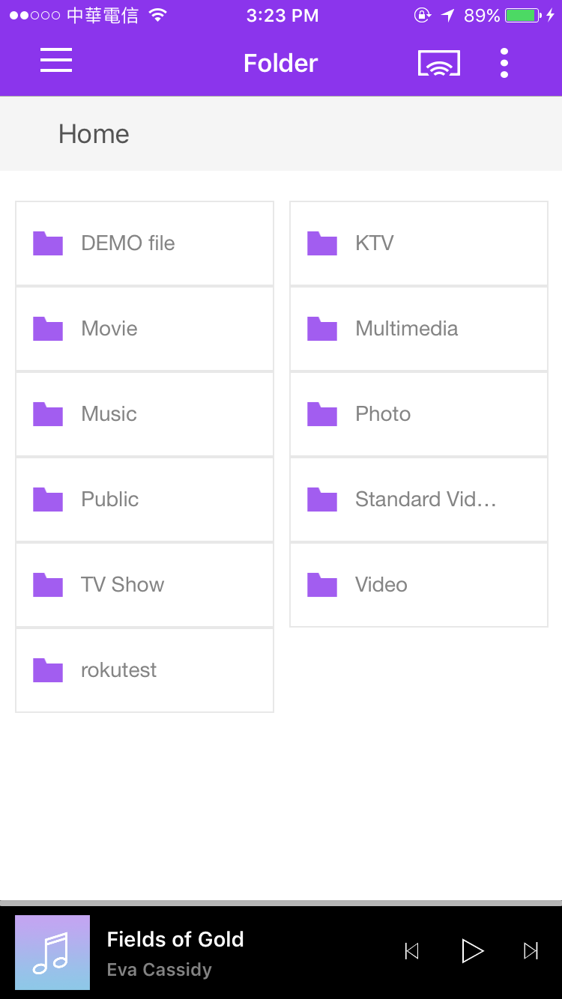 中華電信 3:23 PM 89%
Folder
Home
DEMO file KTV
Movie Multimedia
Music Photo
Public Standard Vid…
TV Show Video
rokutest
Fields of Gold
Eva Cassidy